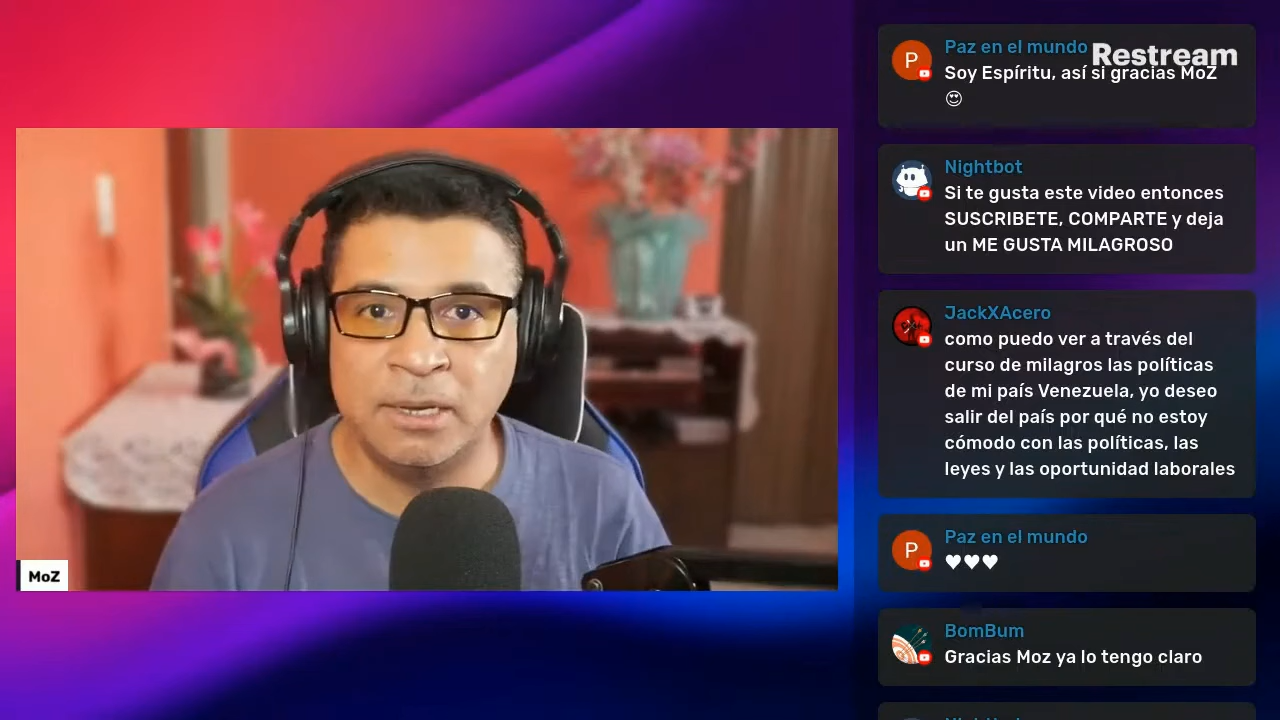 Paz en el mundo
Restream
Soy Espíritu, así si gracias MoZ
Nightbot
Si te gusta este video entonces
SUSCRIBETE, COMPARTE y deja
un ME GUSTA MILAGROSO
JackXAcero
como puedo ver a través del
curso de milagros las políticas
de mi país Venezuela, yo deseo
salir del país por qué no estoy
cómodo con las políticas, las
leyes y las oportunidad laborales
P
Paz en el mundo
♥♥♥
BomBum
Gracias Moz ya lo tengo claro
MoZ